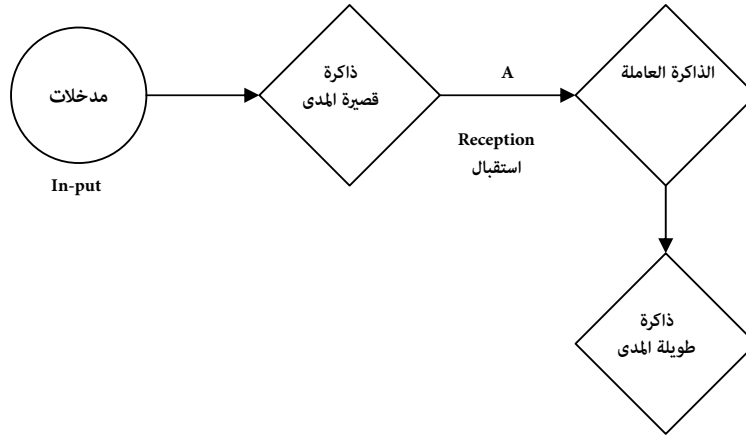 مدخلات
In-put
ذاكرة
قصيرة المدى
A
Reception
استقبال
الذاكرة العاملة
ذاكرة
طويلة المدى